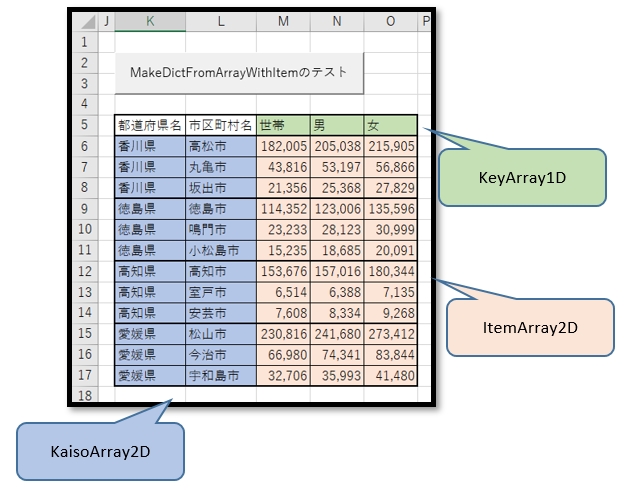 J K L M N O P
1
2
MakeDictFromArrayWithItemのテスト
3
4
5 都道府県名 市区町村名 世帯 男 女
6 香川県 高松市 182,005 205,038 215,905
7 香川県 丸亀市 43,816 53,197 56,866
8 香川県 坂出市 21,356 25,368 27,829
9 徳島県 徳島市 114,352 123,006 135,596
10 徳島県 鳴門市 23,233 28,123 30,999
11 徳島県 小松島市 15,235 18,685 20,091
12 高知県 高知市 153,676 157,016 180,344
13 高知県 室戸市 6,514 6,388 7,135
14 高知県 安芸市 7,608 8,334 9,268
15 愛媛県 松山市 230,816 241,680 273,412
16 愛媛県 今治市 66,980 74,341 83,844
17 愛媛県 宇和島市 32,706 35,993 41,480
18
KeyArray1D
ItemArray2D
KaisoArray2D